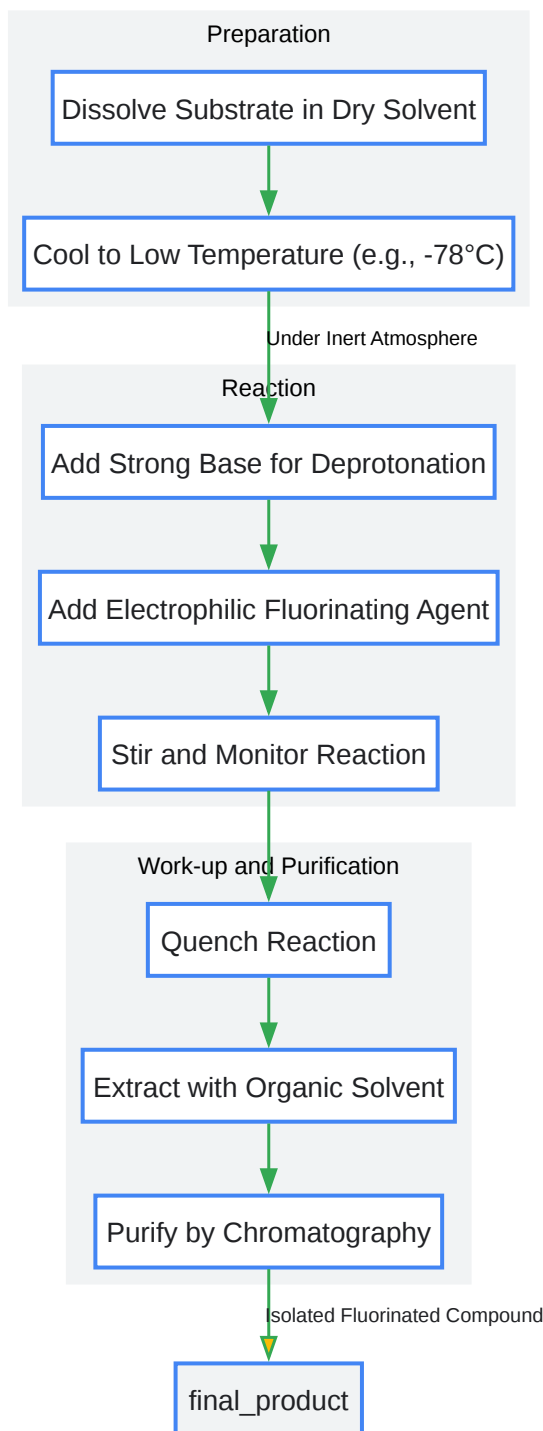 Preparation
Dissolve Substrate in Dry Solvent
Cool to Low Temperature (e.g., -78°C)
Under Inert Atmosphere
Reaction
Add Strong Base for Deprotonation
Add Electrophilic Fluorinating Agent
Stir and Monitor Reaction
Work-up and Purification
Quench Reaction
Extract with Organic Solvent
Purify by Chromatography
Isolated Fluorinated Compound
final_product